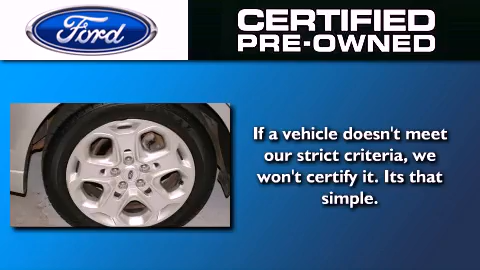 Ford
CERTIFIED
PRE-OWNED
If a vehicle doesn't meet
our strict criteria, we
won't certify it. Its that
simple.